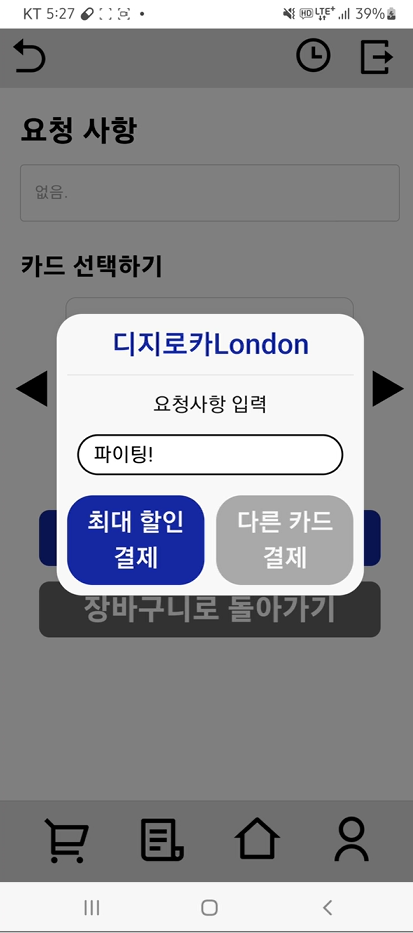 KT 5:27
HD LTE+ 39%
요청 사항
없음.
카드 선택하기
디지로카London
요청사항 입력
파이팅!
최대 할인
결제
다른 카드
결제
장바구니로 돌아가기